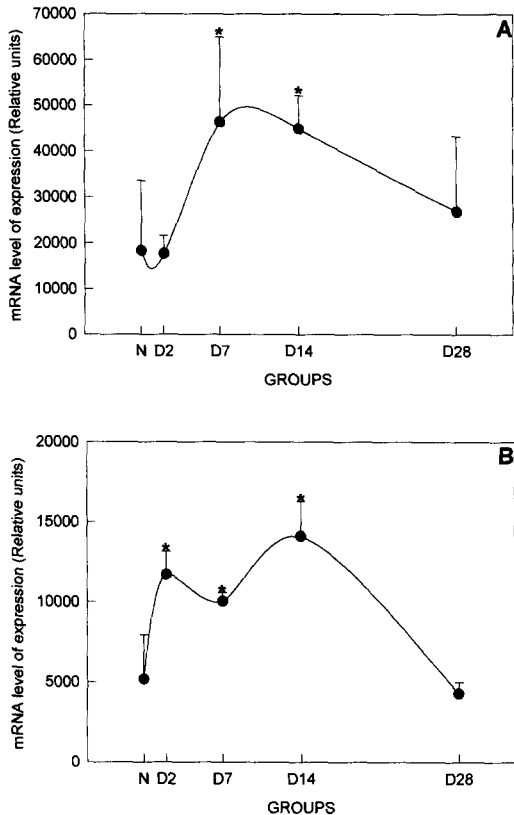 A
70000
60000
50000
40000
30000
20000
10000
0
mRNA level of expression (Relative units)
*
*
N D2 D7 D14 D28
GROUPS
B
20000
15000
10000
5000
0
mRNA level of expression (Relative units)
*
*
*
*
N D2 D7 D14 D28
GROUPS